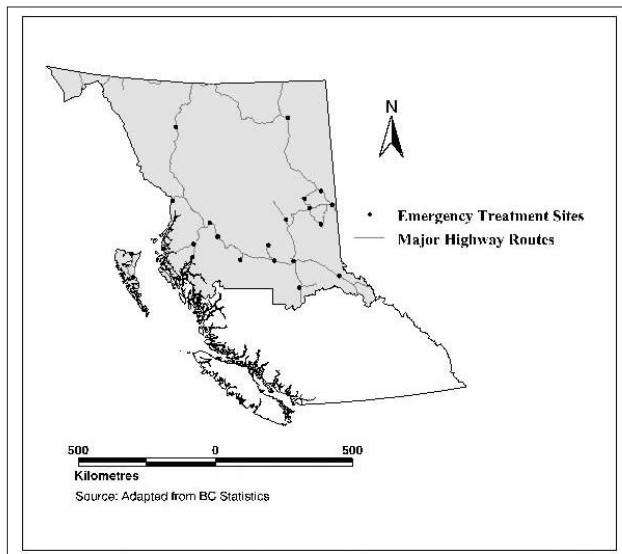 N
Emergency Treatment Sites
Major Highway Routes
500 0 500
Kilometres
Source: Adapted from BC Statistics